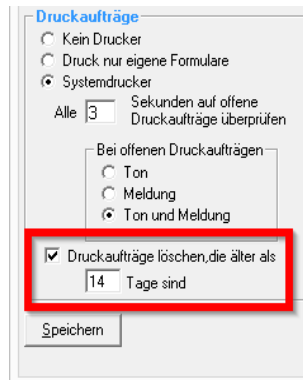 Druckaufträge
Kein Drucker
Druck nur eigene Formulare
Systemdrucker
Alle 3 Sekunden auf offene
Druckaufträge überprüfen
Bei offenen Druckaufträgen
Ton
Meldung
Ton und Meldung
Druckaufträge löschen,die älter als
14 Tage sind
Speichern